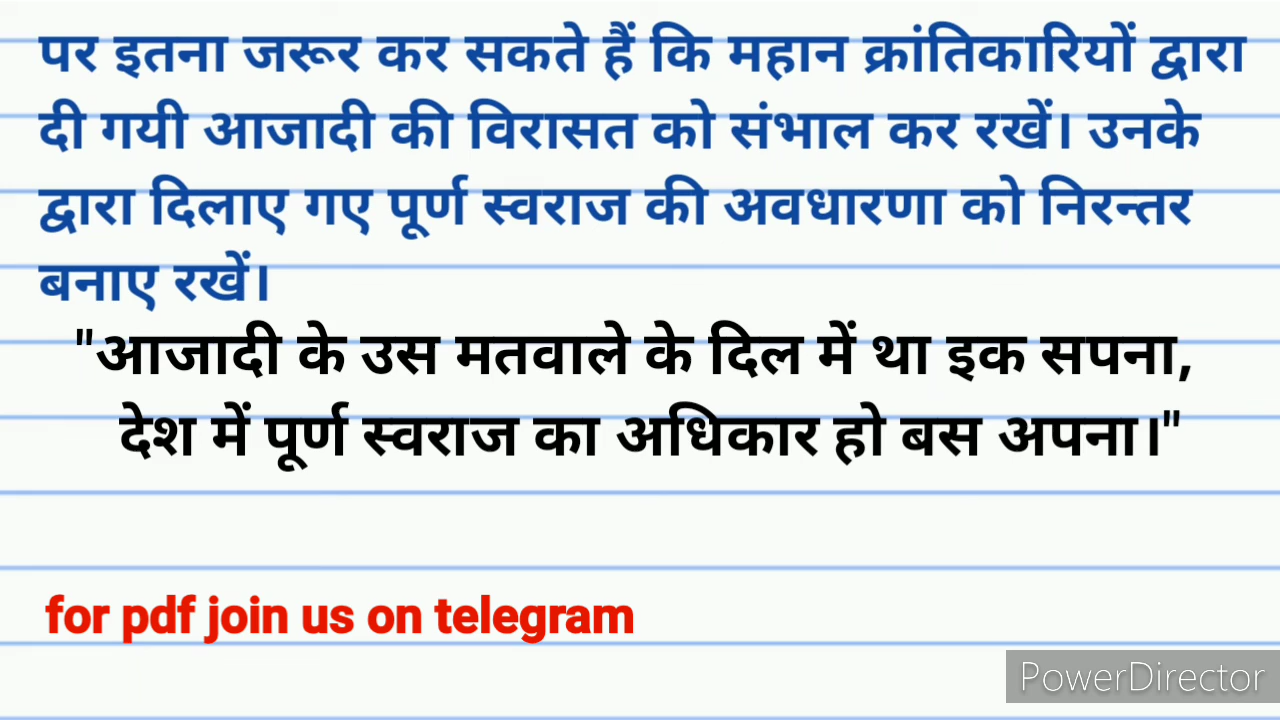 पर इतना जरूर कर सकते हैं कि महान क्रांतिकारियों द्वारा
दी गयी आजादी की विरासत को संभाल कर रखें। उनके
द्वारा दिलाए गए पूर्ण स्वराज की अवधारणा को निरन्तर
बनाए रखें।
"आजादी के उस मतवाले के दिल में था इक सपना,
देश में पूर्ण स्वराज का अधिकार हो बस अपना।"
for pdf join us on telegram
PowerDirector